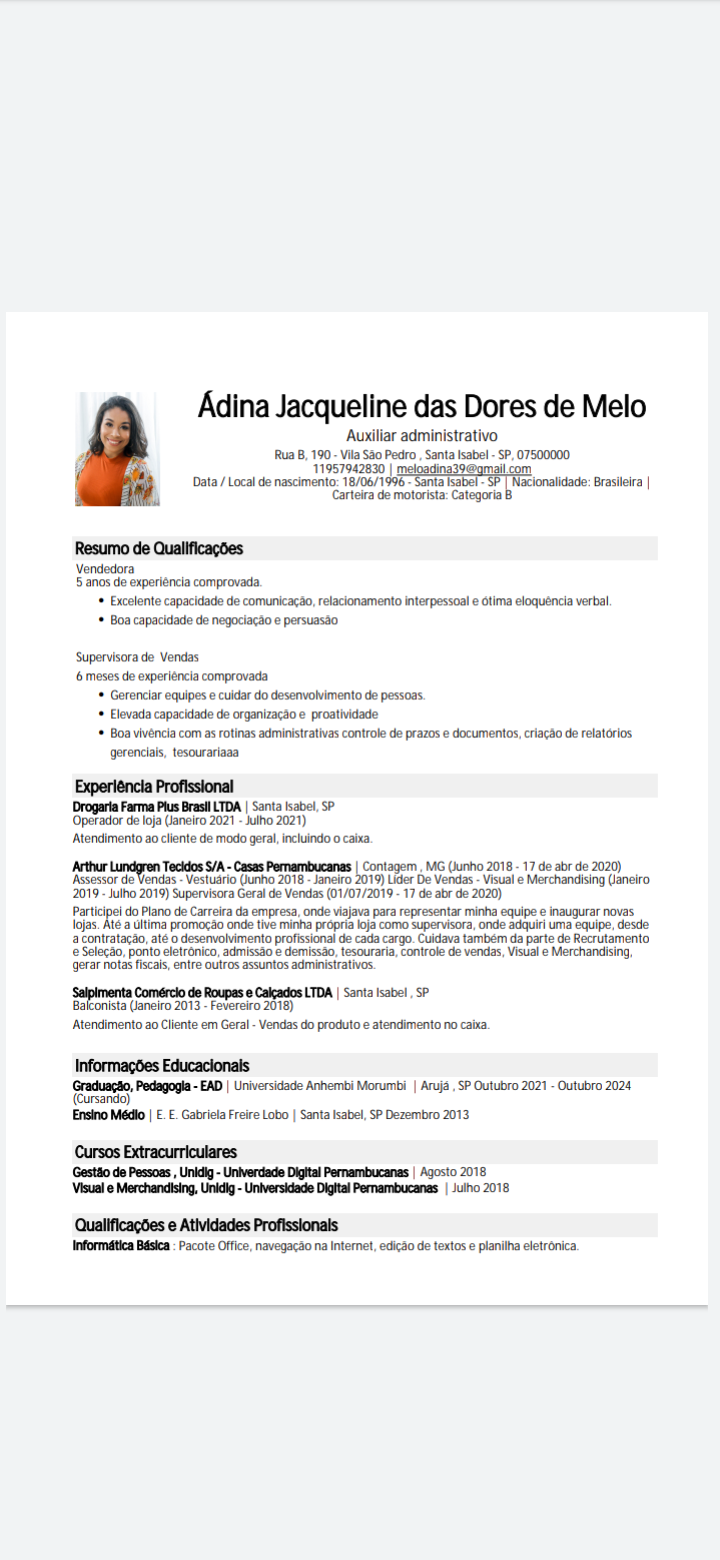 Ádina Jacqueline das Dores de Melo
Auxiliar administrativo
Rua B, 190 - Vila São Pedro , Santa Isabel - SP, 07500000
11957942830 | meloadina39@gmail.com
Data / Local de nascimento: 18/06/1996 - Santa Isabel - SP | Nacionalidade: Brasileira |
Carteira de motorista: Categoria B
Resumo de Qualificações
Vendedora
5 anos de experiência comprovada.
• Excelente capacidade de comunicação, relacionamento interpessoal e ótima eloquência verbal.
• Boa capacidade de negociação e persuasão
Supervisora de Vendas
6 meses de experiência comprovada
• Gerenciar equipes e cuidar do desenvolvimento de pessoas.
• Elevada capacidade de organização e proatividade
• Boa vivência com as rotinas administrativas controle de prazos e documentos, criação de relatórios
gerenciais, tesourariaaa
Experiência Profissional
Drogaria Farma Plus Brasil LTDA | Santa Isabel, SP
Operador de loja (Janeiro 2021 - Julho 2021)
Atendimento ao cliente de modo geral, incluindo o caixa.
Arthur Lundgren Tecidos S/A - Casas Pernambucanas | Contagem , MG (Junho 2018 - 17 de abr de 2020)
Assessor de Vendas - Vestuário (Junho 2018 - Janeiro 2019) Líder De Vendas - Visual e Merchandising (Janeiro
2019 - Julho 2019) Supervisora Geral de Vendas (01/07/2019 - 17 de abr de 2020)
Participei do Plano de Carreira da empresa, onde viajava para representar minha equipe e inaugurar novas
lojas. Até a última promoção onde tive minha própria loja como supervisora, onde adquiri uma equipe, desde
a contratação, até o desenvolvimento profissional de cada cargo. Cuidava também da parte de Recrutamento
e Seleção, ponto eletrônico, admissão e demissão, tesouraria, controle de vendas, Visual e Merchandising,
gerar notas fiscais, entre outros assuntos administrativos.
Salpimenta Comércio de Roupas e Calçados LTDA | Santa Isabel , SP
Balconista (Janeiro 2013 - Fevereiro 2018)
Atendimento ao Cliente em Geral - Vendas do produto e atendimento no caixa.
Informações Educacionais
Graduação, Pedagogia - EAD | Universidade Anhembi Morumbi | Arujá , SP Outubro 2021 - Outubro 2024
(Cursando)
Ensino Médio | E. E. Gabriela Freire Lobo | Santa Isabel, SP Dezembro 2013
Cursos Extracurriculares
Gestão de Pessoas , Unidig - Univerdade Digital Pernambucanas | Agosto 2018
Visual e Merchandising, Unidig - Universidade Digital Pernambucanas | Julho 2018
Qualificações e Atividades Profissionais
Informática Básica : Pacote Office, navegação na Internet, edição de textos e planilha eletrônica.